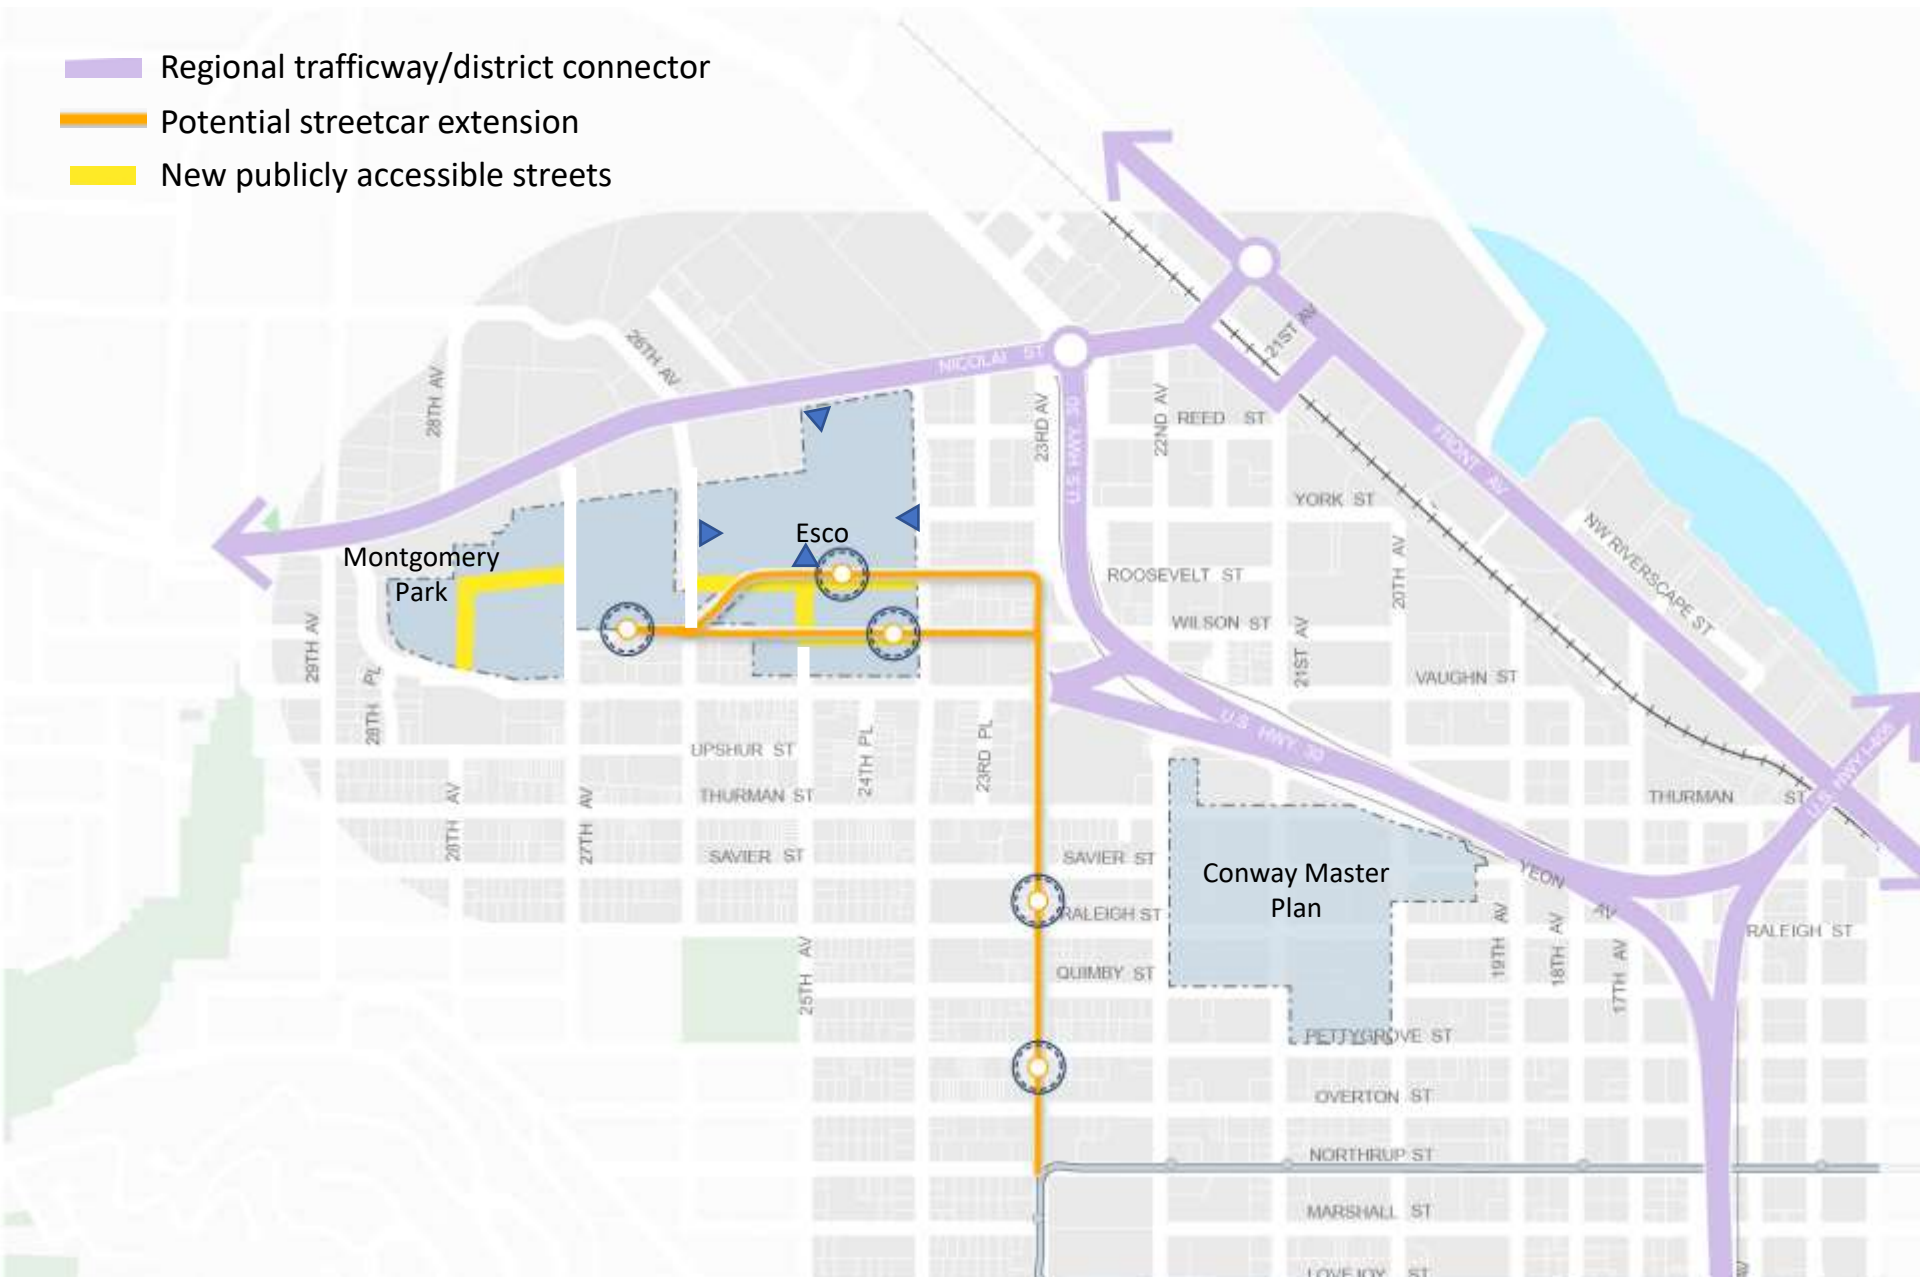 Regional trafficway/district connector
Potential streetcar extension
New publicly accessible streets
26TH AV
28TH AV
NICOLAI ST
21ST AV
23RD AV
U.S. HWY. 30
22ND AV
REED ST
FRONT AV
YORK ST
NW RIVERSCAPE ST
Esco
Montgomery
Park
ROOSEVELT ST
20TH AV
WILSON ST
29TH AV
28TH PL
21ST AV
VAUGHN ST
U.S. HWY. 30
UPSHUR ST
24TH PL
23RD PL
THURMAN ST
28TH AV
27TH AV
THURMAN ST
SAVIER ST
SAVIER ST
Conway Master
Plan
YEON
AV
RALEIGH ST
19TH AV
18TH AV
17TH AV
RALEIGH ST
25TH AV
QUIMBY ST
PETTYGROVE ST
OVERTON ST
NORTHRUP ST
MARSHALL ST
LOVEJOY ST
AV